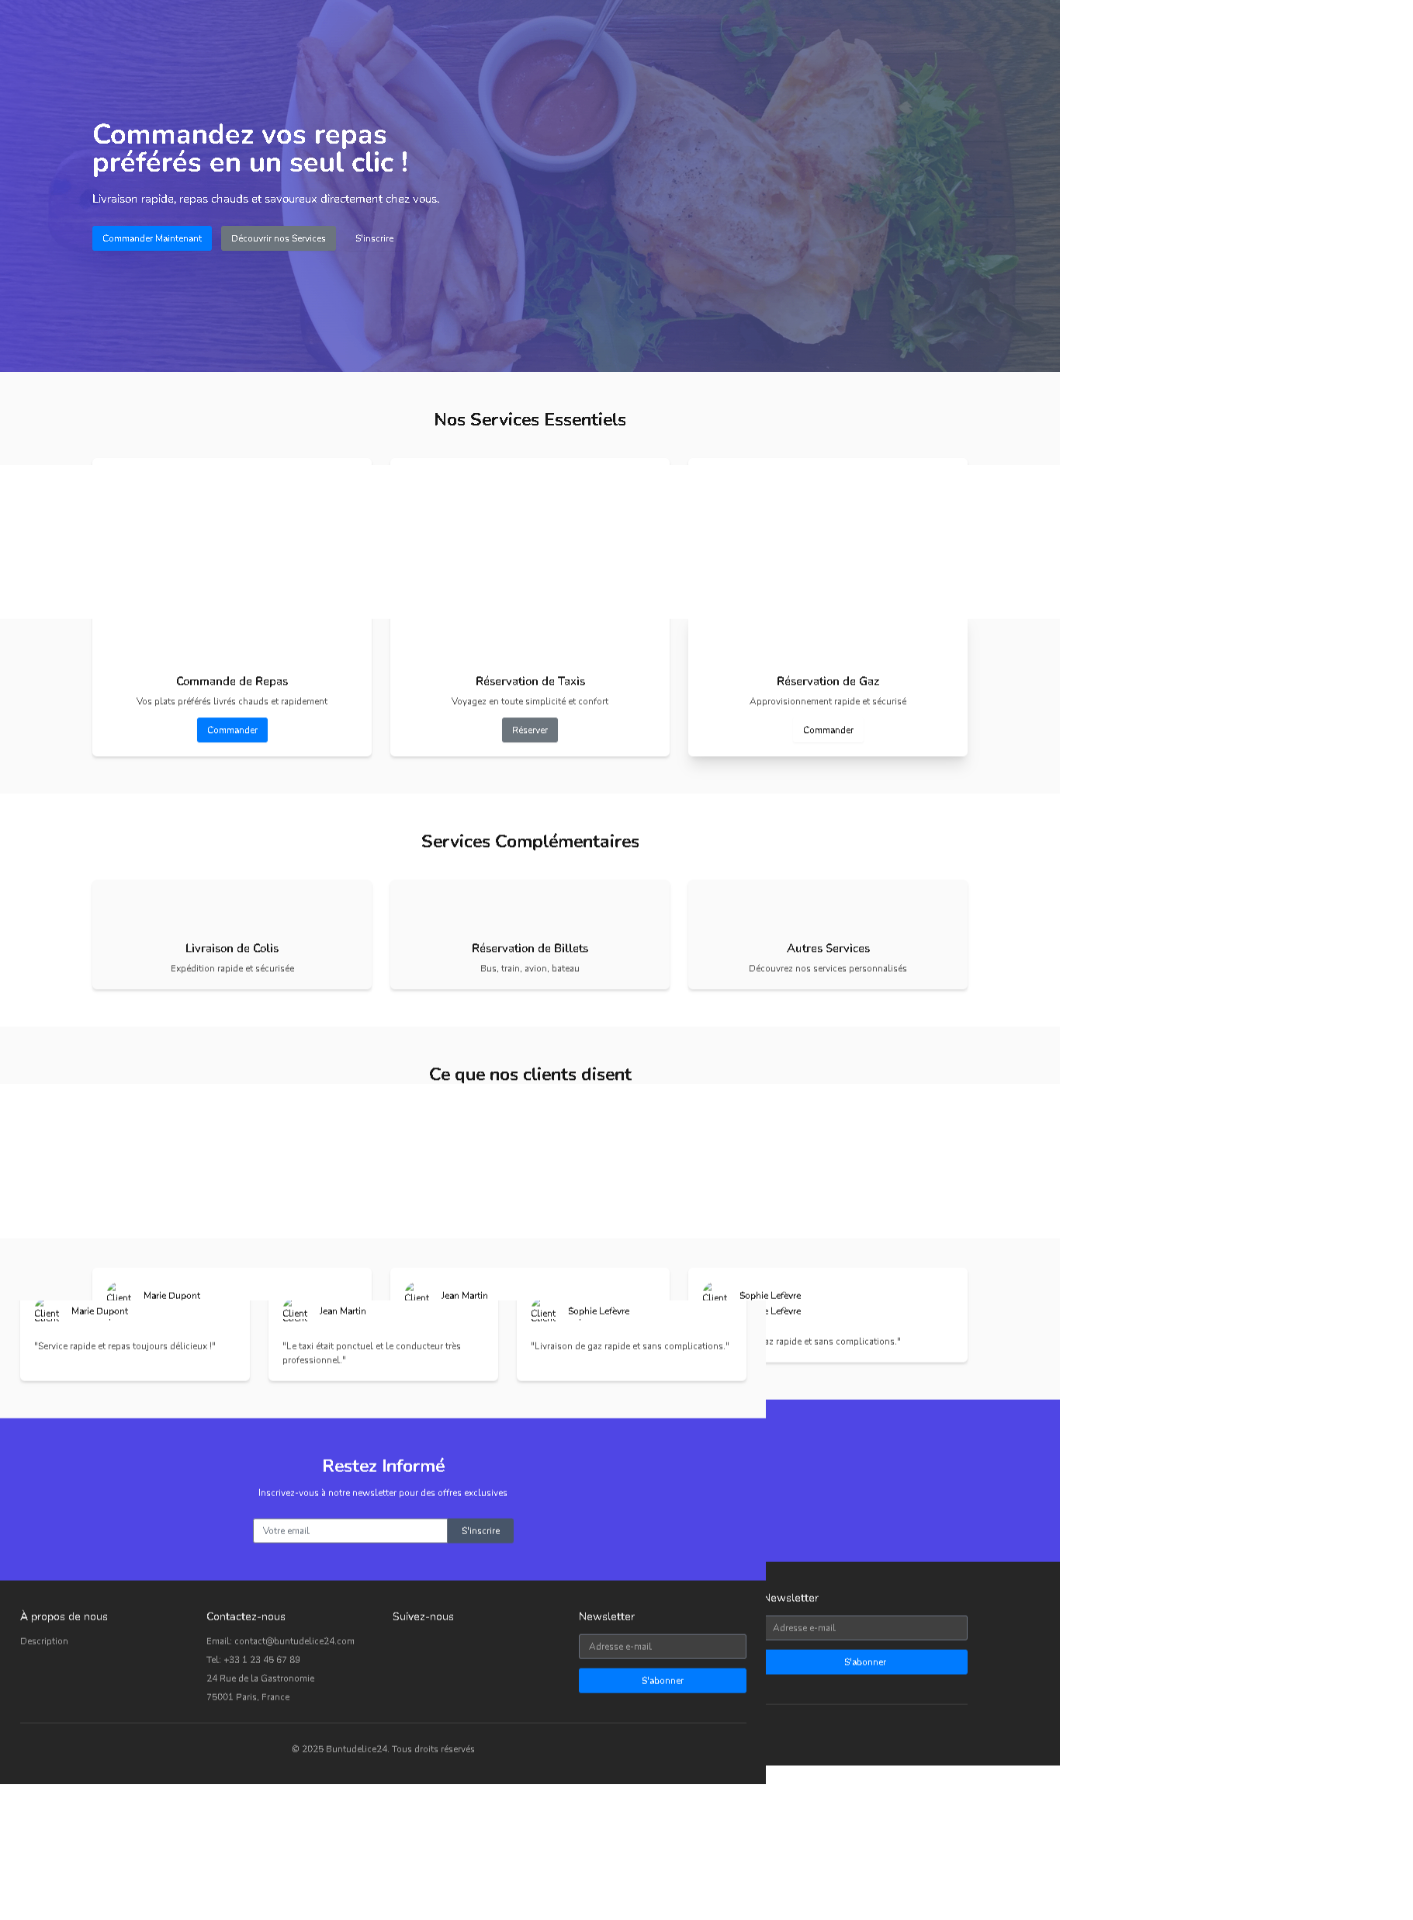 Commandez vos repas
préférés en un seul clic !
Livraison rapide, repas chauds et savoureux directement chez vous.
Commander Maintenant
Découvrir nos Services
S'inscrire
Nos Services Essentiels
Commande de Repas
Vos plats préférés livrés chauds et rapidement
Commander
Réservation de Taxis
Voyagez en toute simplicité et confort
Réserver
Réservation de Gaz
Approvisionnement rapide et sécurisé
Commander
Services Complémentaires
Livraison de Colis
Expédition rapide et sécurisée
Réservation de Billets
Bus, train, avion, bateau
Autres Services
Découvrez nos services personnalisés
Ce que nos clients disent
Client
Marie Dupont
Client
Jean Martin
Client
Sophie Lefèvre
Client
Marie Dupont
"Service rapide et repas toujours délicieux !"
Client
Jean Martin
"Le taxi était ponctuel et le conducteur très
professionnel."
Client
Sophie Lefèvre
"Livraison de gaz rapide et sans complications."
e Lefèvre
az rapide et sans complications."
Restez Informé
Inscrivez-vous à notre newsletter pour des offres exclusives
Votre email
S'inscrire
À propos de nous
Description
Contactez-nous
Email: contact@buntudelice24.com
Tel: +33 1 23 45 67 89
24 Rue de la Gastronomie
75001 Paris, France
Suivez-nous
Newsletter
Adresse e-mail
S'abonner
Newsletter
Adresse e-mail
S'abonner
© 2025 Buntudelice24. Tous droits réservés